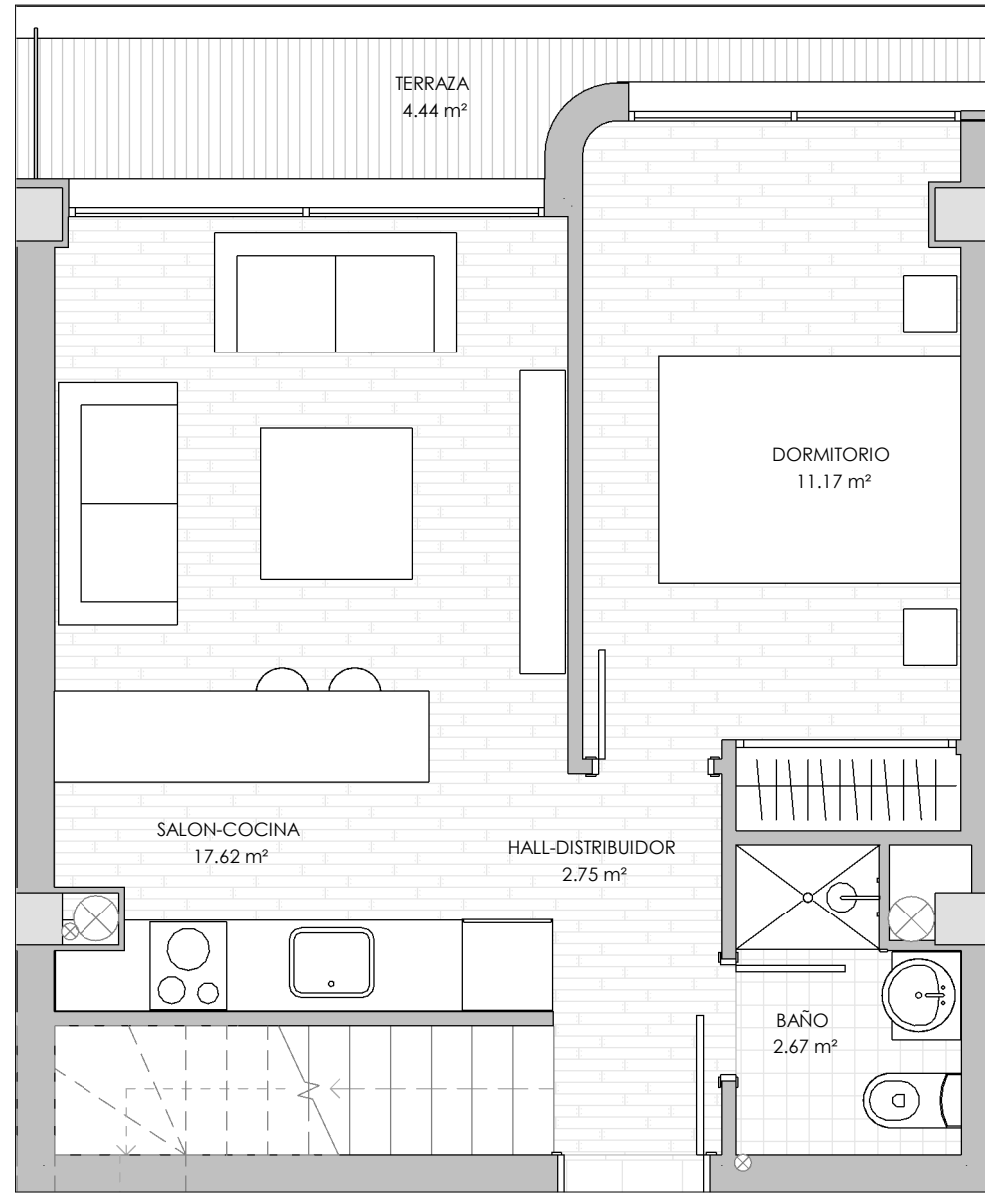 TERRAZA
4.44 m²
DORMITORIO
11.17 m²
SALON-COCINA
17.62 m²
HALL-DISTRIBUIDOR
2.75 m²
BAÑO
2.67 m²